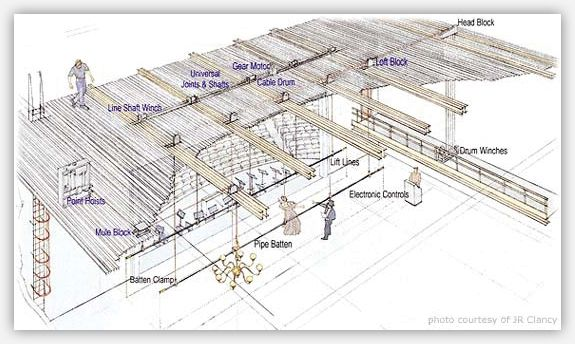 Head Block
Gear Motor
Loft Block
Universal
Joints & Shafts
Cable Drum
Line Shaft Winch
Drum Winches
Lift Lines
Electronic Controls
Point Hoists
Mule Block
Pipe Batten
Batten Clamp
photo courtesy of JR Clancy